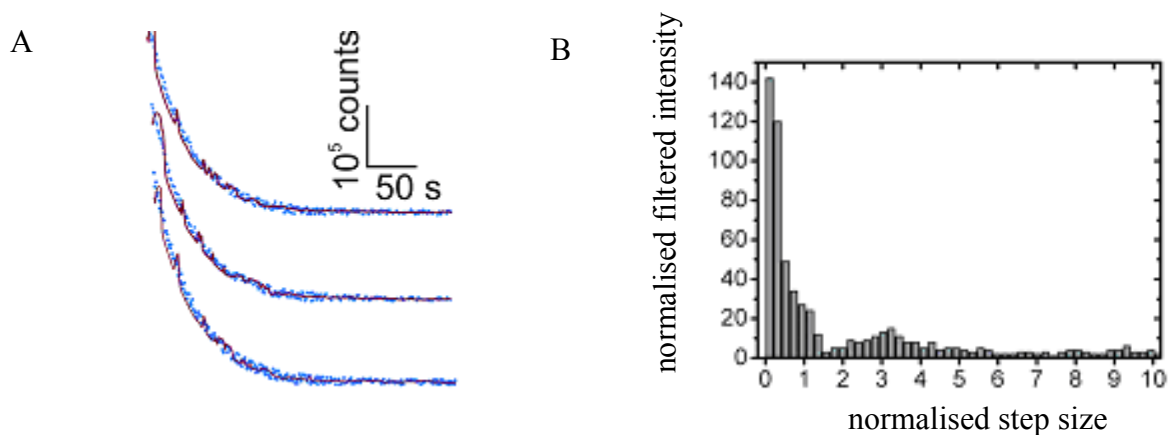 A
10⁵ counts
50 s
B
normalised filtered intensity
140
120
100
80
60
40
20
0
0 1 2 3 4 5 6 7 8 9 10
normalised step size